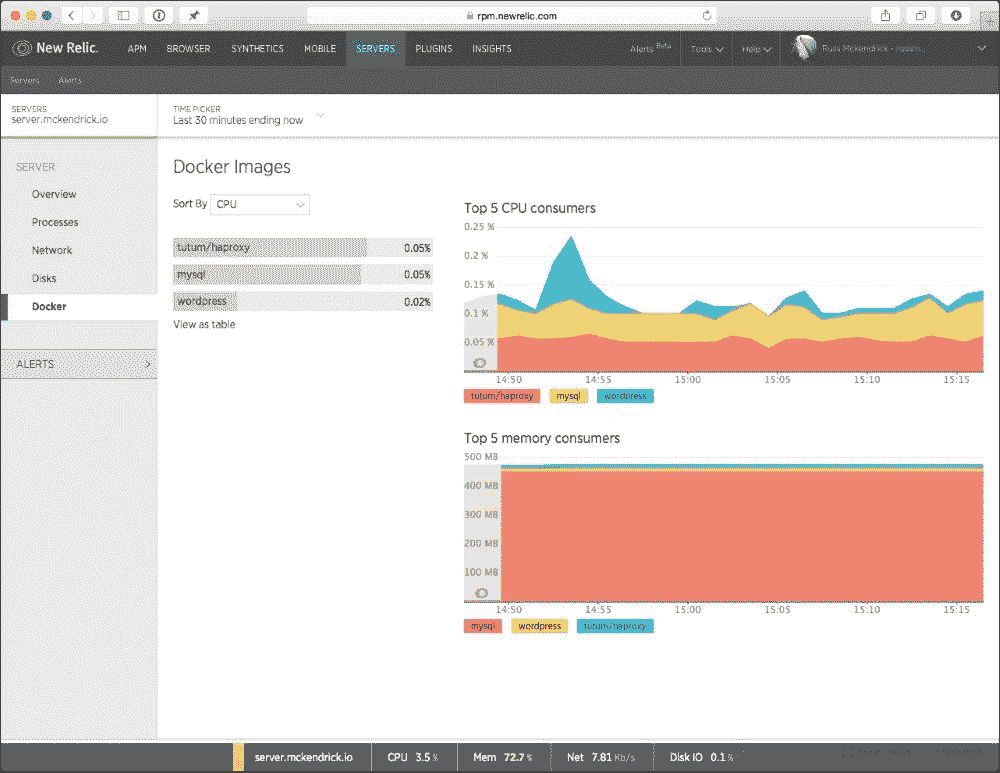 rpm.newrelic.com
New Relic.
APM BROWSER SYNTHETICS MOBILE SERVERS PLUGINS INSIGHTS Alerts Beta Tools Help Russ Mckendrick -
Servers Alerts
SERVERS
server.mckendrick.io
TIME PICKER
Last 30 minutes ending now
SERVER
Overview
Processes
Network
Disks
Docker
ALERTS
Docker Images
Sort By CPU
tutum/haproxy 0.05%
mysql 0.05%
wordpress 0.02%
View as table
Top 5 CPU consumers
0.25 %
0.2 %
0.15 %
0.1 %
0.05 %
14:50 14:55 15:00 15:05 15:10 15:15
tutum/haproxy mysql wordpress
Top 5 memory consumers
500 MB
400 MB
300 MB
200 MB
100 MB
14:50 14:55 15:00 15:05 15:10 15:15
mysql wordpress tutum/haproxy
server.mckendrick.io CPU 3.5 % Mem 72.7% Net 7.81 Kb/s Disk IO 0.1%